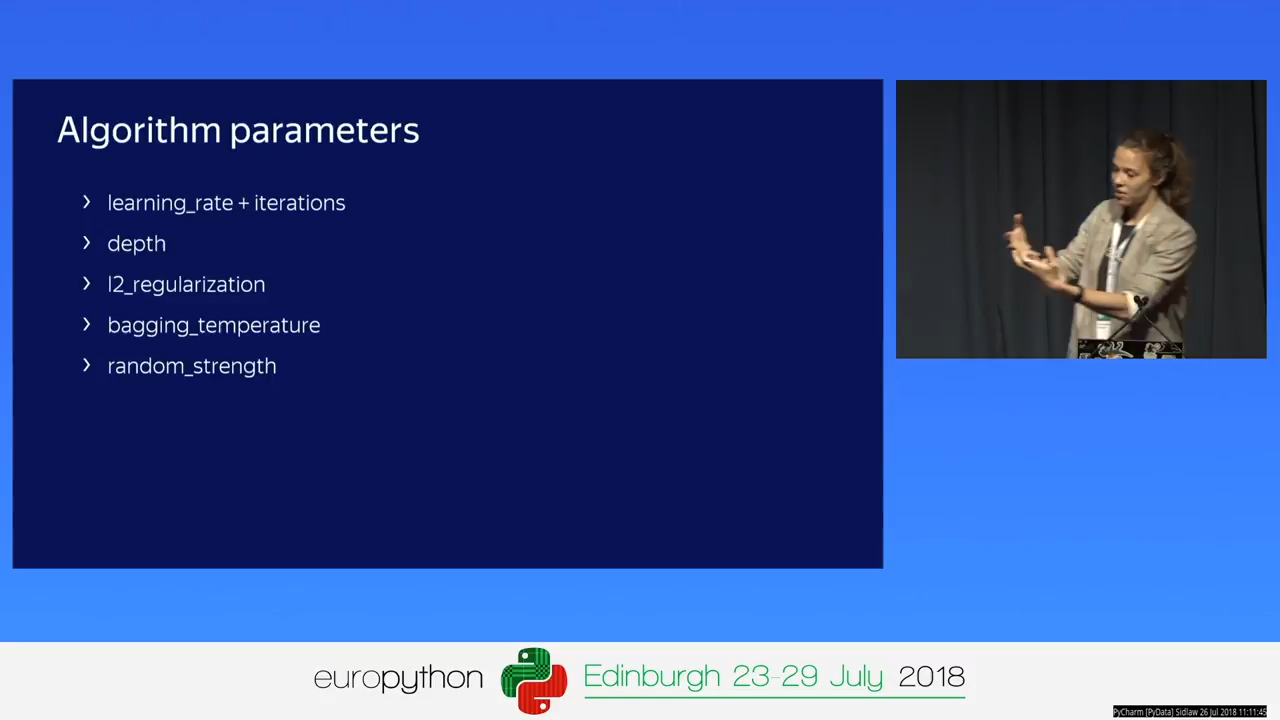 Algorithm parameters
› learning_rate + iterations
› depth
› l2_regularization
› bagging_temperature
› random_strength
europython Edinburgh 23-29 July 2018
PyCharm [PyData] Sidlaw 26 Jul 2018 11:11:45